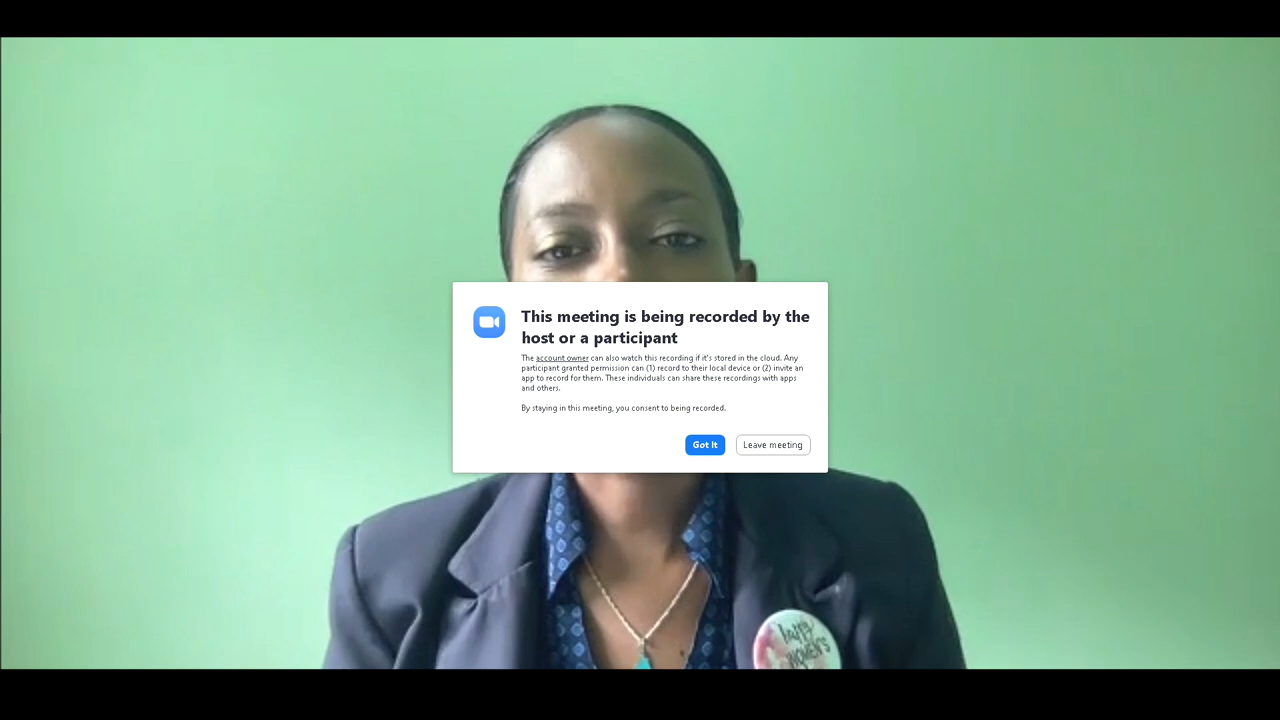 This meeting is being recorded by the
host or a participant
The account owner can also watch this recording if it's stored in the cloud. Any
participant granted permission can (1) record to their local device or (2) invite an
app to record for them. These individuals can share these recordings with apps
and others.
By staying in this meeting, you consent to being recorded.
Got It
Leave meeting
happy
WOMEN'S